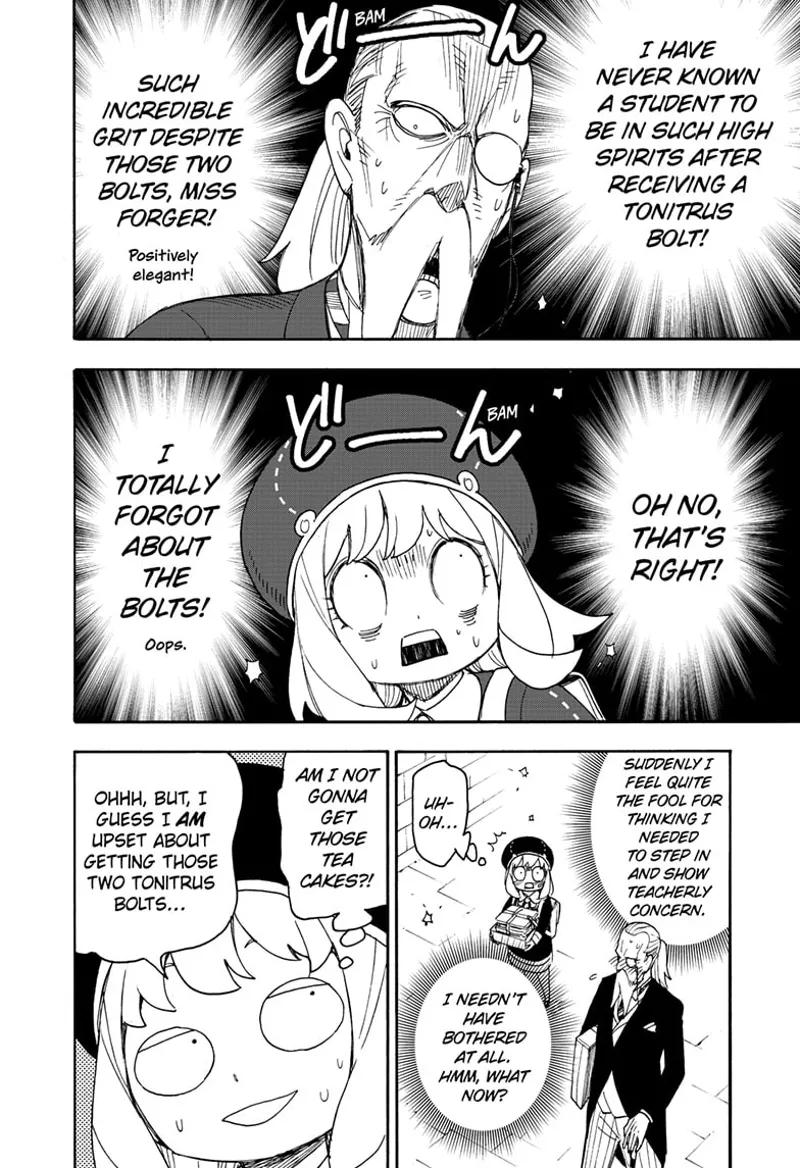 どーん
BAM
I HAVE
NEVER KNOWN
A STUDENT TO
BE IN SUCH HIGH
SPIRITS AFTER
RECEIVING A
TONITRUS
BOLT!
SUCH
INCREDIBLE
GRIT DESPITE
THOSE TWO
BOLTS, MISS
FORGER!
Positively
elegant!
どーん
BAM
OH NO,
THAT'S
RIGHT!
I
TOTALLY
FORGOT
ABOUT
THE
BOLTS!
Oops.
SUDDENLY I
FEEL QUITE
THE FOOL FOR
THINKING I
NEEDED
TO STEP IN
AND SHOW
TEACHERLY
CONCERN.
UH-
OH...
I NEEDN'T
HAVE
BOTHERED
AT ALL.
HMM, WHAT
NOW?
AM I NOT
GONNA
GET
THOSE
TEA
CAKES?!
OHHH, BUT, I
GUESS I AM
UPSET ABOUT
GETTING THOSE
TWO TONITRUS
BOLTS...